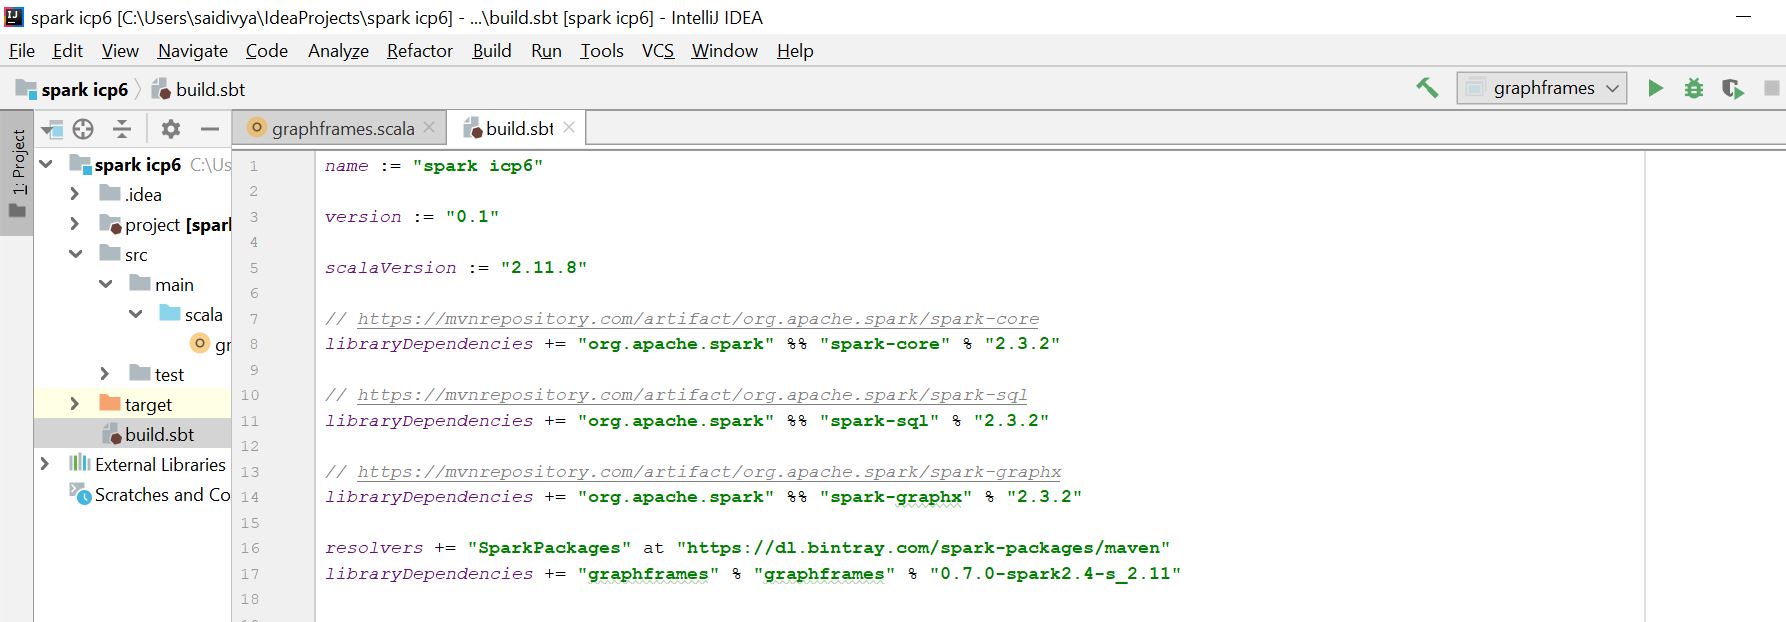 spark icp6 [C:\Users\saidivya\IdeaProjects\spark icp6] - ...\build.sbt [spark icp6] - IntelliJ IDEA
File Edit View Navigate Code Analyze Refactor Build Run Tools VCS Window Help
spark icp6 build.sbt graphframes
graphframes.scala build.sbt
1: Project
spark icp6 C:\Us
.idea
project [spark
src
main
scala
gr
test
target
build.sbt
External Libraries
Scratches and Co
1 name := "spark icp6"
2
3 version := "0.1"
4
5 scalaVersion := "2.11.8"
6
7 // https://mvnrepository.com/artifact/org.apache.spark/spark-core
8 libraryDependencies += "org.apache.spark" %% "spark-core" % "2.3.2"
9
10 // https://mvnrepository.com/artifact/org.apache.spark/spark-sql
11 libraryDependencies += "org.apache.spark" %% "spark-sql" % "2.3.2"
12
13 // https://mvnrepository.com/artifact/org.apache.spark/spark-graphx
14 libraryDependencies += "org.apache.spark" %% "spark-graphx" % "2.3.2"
15
16 resolvers += "SparkPackages" at "https://dl.bintray.com/spark-packages/maven"
17 libraryDependencies += "graphframes" % "graphframes" % "0.7.0-spark2.4-s_2.11"
18